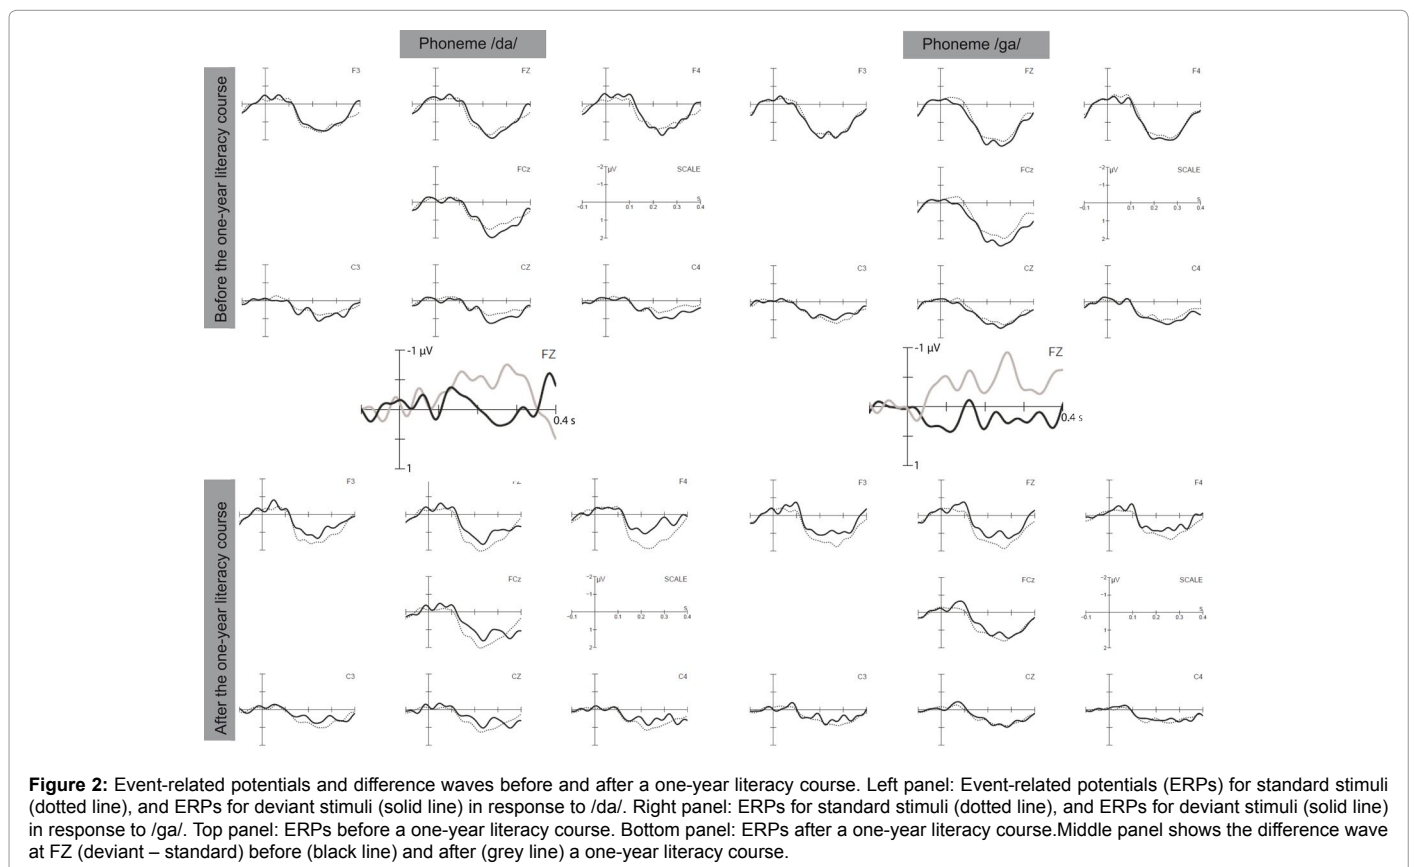 Phoneme /da/
Phoneme /ga/
Before the one-year literacy course
F3
FZ
F4
F3
FZ
F4
FCz
-2 µV
SCALE
-1
-0.1 0.1 0.2 0.3 0.4
S
1
2
FCz
-2 µV
SCALE
-1
-0.1 0.1 0.2 0.3 0.4
S
1
2
C3
CZ
C4
C3
CZ
C4
-1 µV
FZ
0.4 s
1
-1 µV
FZ
0.4 s
1
After the one-year literacy course
F3
F4
F3
FZ
F4
FCz
-2 µV
SCALE
-1
-0.1 0.1 0.2 0.3 0.4
S
1
2
FCz
-2 µV
SCALE
-1
-0.1 0.1 0.2 0.3 0.4
S
1
2
C3
CZ
C4
C3
CZ
C4
Figure 2: Event-related potentials and difference waves before and after a one-year literacy course. Left panel: Event-related potentials (ERPs) for standard stimuli
(dotted line), and ERPs for deviant stimuli (solid line) in response to /da/. Right panel: ERPs for standard stimuli (dotted line), and ERPs for deviant stimuli (solid line)
in response to /ga/. Top panel: ERPs before a one-year literacy course. Bottom panel: ERPs after a one-year literacy course.Middle panel shows the difference wave
at FZ (deviant – standard) before (black line) and after (grey line) a one-year literacy course.